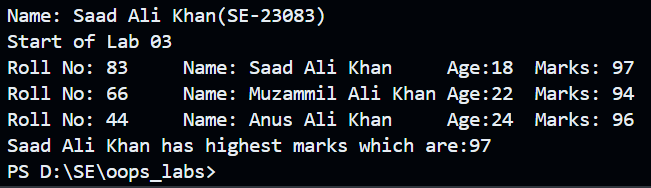 Name: Saad Ali Khan(SE-23083)
Start of Lab 03
Roll No: 83     Name: Saad Ali Khan     Age:18  Marks: 97
Roll No: 66     Name: Muzammil Ali Khan Age:22  Marks: 94
Roll No: 44     Name: Anus Ali Khan     Age:24  Marks: 96
Saad Ali Khan has highest marks which are:97
PS D:\SE\oops_labs>